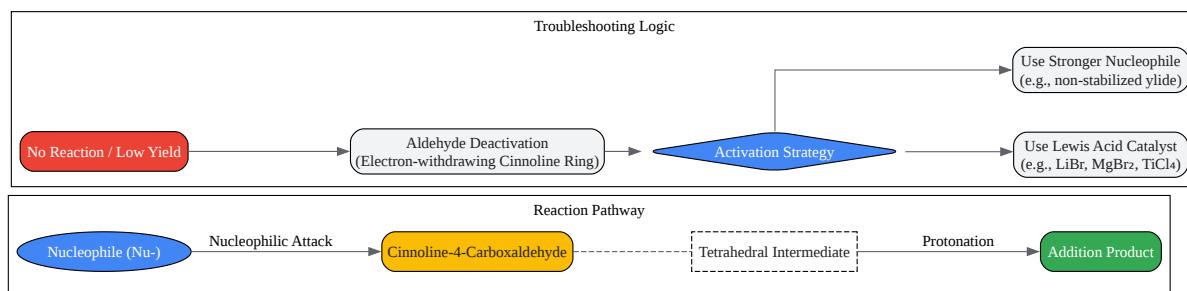 Troubleshooting Logic
Use Stronger Nucleophile
(e.g., non-stabilized ylide)
No Reaction / Low Yield
Aldehyde Deactivation
(Electron-withdrawing Cinnoline Ring)
Activation Strategy
Use Lewis Acid Catalyst
(e.g., LiBr, MgBr₂, TiCl₄)
Reaction Pathway
Nucleophile (Nu-)
Nucleophilic Attack
Cinnoline-4-Carboxaldehyde
Tetrahedral Intermediate
Protonation
Addition Product